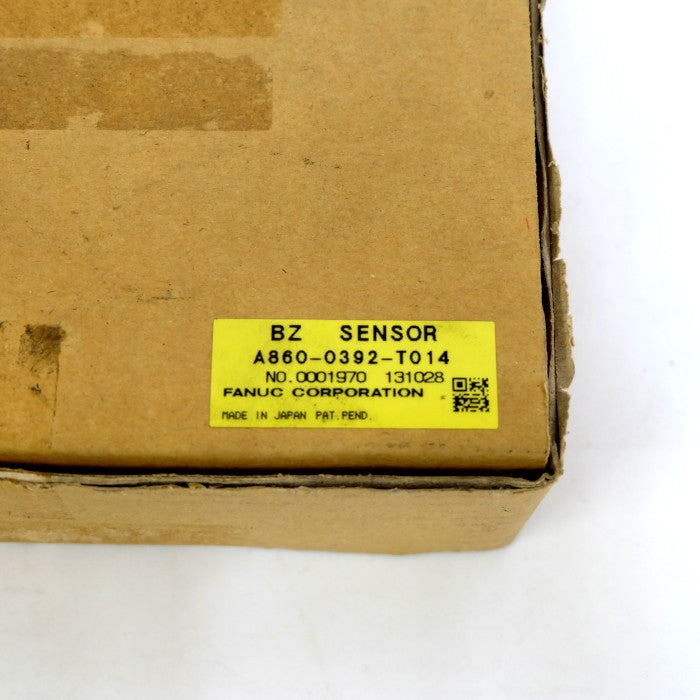 BZ SENSOR
A860-0392-T014
NO.0001970 131028
FANUC CORPORATION
MADE IN JAPAN PAT.PEND.